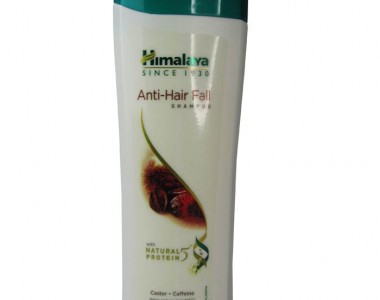 Himalaya
SINCE 1930
Anti-Hair Fall
SHAMPOO
with
NATURAL
PROTEIN 5
Castor + Caffeine